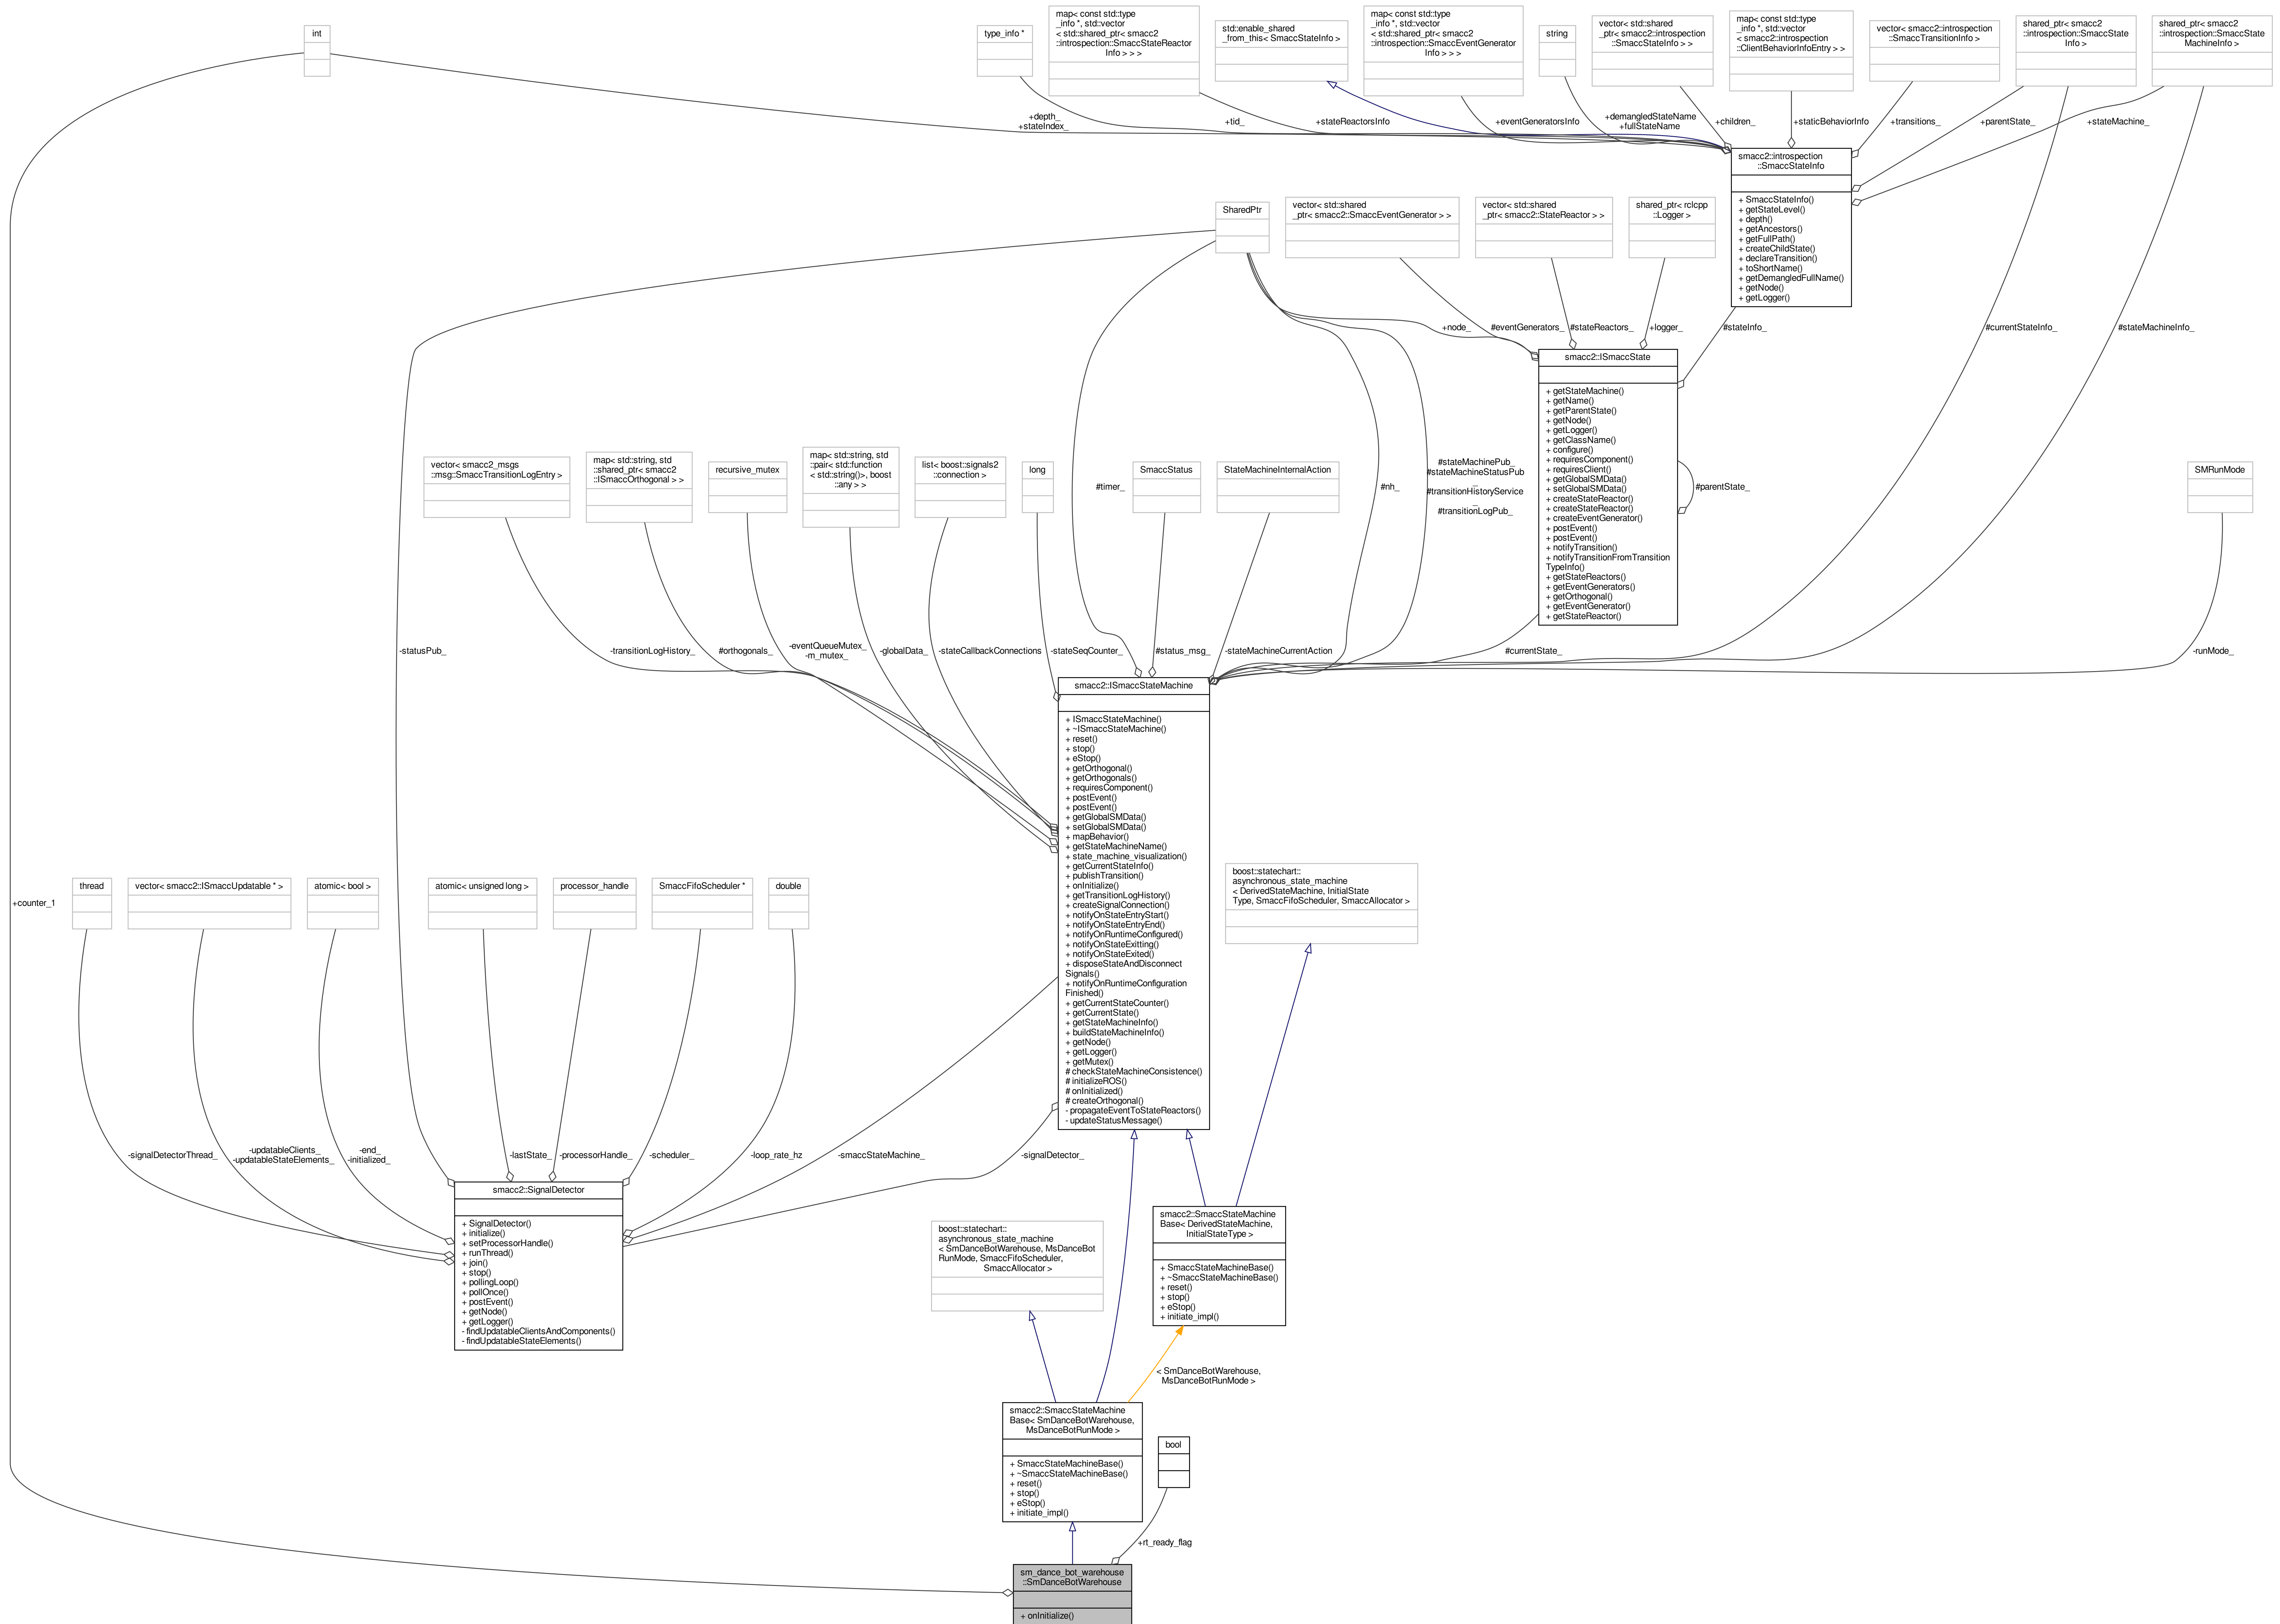 int
type_info *
map< const std::type
_info *, std::vector
< std::shared_ptr< smacc2
::introspection::SmaccStateReactor
Info > > >
std::enable_shared
_from_this< SmaccStateInfo >
map< const std::type
_info *, std::vector
< std::shared_ptr< smacc2
::introspection::SmaccEventGenerator
Info > > >
string
vector< std::shared
_ptr< smacc2::introspection
::SmaccStateInfo > >
map< const std::type
_info *, std::vector
< smacc2::introspection
::ClientBehaviorInfoEntry > >
vector< smacc2::introspection
::SmaccTransitionInfo >
shared_ptr< smacc2
::introspection::SmaccState
Info >
shared_ptr< smacc2
::introspection::SmaccState
MachineInfo >
+depth_
+stateIndex_
+tid_
+stateReactorsInfo
+eventGeneratorsInfo
+demangledStateName
+fullStateName
+children_
+staticBehaviorInfo
+transitions_
+parentState_
+stateMachine_
smacc2::introspection
::SmaccStateInfo
+ SmaccStateInfo()
+ getStateLevel()
+ depth()
+ getAncestors()
+ getFullPath()
+ createChildState()
+ declareTransition()
+ toShortName()
+ getDemangledFullName()
+ getNode()
+ getLogger()
SharedPtr
vector< std::shared
_ptr< smacc2::SmaccEventGenerator > >
vector< std::shared
_ptr< smacc2::StateReactor > >
shared_ptr< rclcpp
::Logger >
+node_
#eventGenerators_
#stateReactors_
+logger_
#stateInfo_
#currentStateInfo_
#stateMachineInfo_
smacc2::ISmaccState
+ getStateMachine()
+ getName()
+ getParentState()
+ getNode()
+ getLogger()
+ getClassName()
+ configure()
+ requiresComponent()
+ requiresClient()
+ getGlobalSMData()
+ setGlobalSMData()
+ createStateReactor()
+ createStateReactor()
+ createEventGenerator()
+ postEvent()
+ postEvent()
+ notifyTransition()
+ notifyTransitionFromTransition
TypeInfo()
+ getStateReactors()
+ getEventGenerators()
+ getOrthogonal()
+ getEventGenerator()
+ getStateReactor()
#parentState_
vector< smacc2_msgs
::msg::SmaccTransitionLogEntry >
map< std::string, std
::shared_ptr< smacc2
::ISmaccOrthogonal > >
recursive_mutex
map< std::string, std
::pair< std::function
< std::string()>, boost
::any > >
list< boost::signals2
::connection >
long
SmaccStatus
StateMachineInternalAction
SMRunMode
#timer_
#nh_
#stateMachinePub_
#stateMachineStatusPub
_
#transitionHistoryService
_
#transitionLogPub_
-statusPub_
-transitionLogHistory_
#orthogonals_
-eventQueueMutex_
-m_mutex_
-globalData_
-stateCallbackConnections
-stateSeqCounter_
#status_msg_
-stateMachineCurrentAction
#currentState_
-runMode_
smacc2::ISmaccStateMachine
+ ISmaccStateMachine()
+ ~ISmaccStateMachine()
+ reset()
+ stop()
+ eStop()
+ getOrthogonal()
+ getOrthogonals()
+ requiresComponent()
+ postEvent()
+ postEvent()
+ getGlobalSMData()
+ setGlobalSMData()
+ mapBehavior()
+ getStateMachineName()
+ state_machine_visualization()
+ getCurrentStateInfo()
+ publishTransition()
+ onInitialize()
+ getTransitionLogHistory()
+ createSignalConnection()
+ notifyOnStateEntryStart()
+ notifyOnStateEntryEnd()
+ notifyOnRuntimeConfigured()
+ notifyOnStateExitting()
+ notifyOnStateExited()
+ disposeStateAndDisconnect
Signals()
+ notifyOnRuntimeConfiguration
Finished()
+ getCurrentStateCounter()
+ getCurrentState()
+ getStateMachineInfo()
+ buildStateMachineInfo()
+ getNode()
+ getLogger()
+ getMutex()
# checkStateMachineConsistence()
# initializeROS()
# onInitialized()
# createOrthogonal()
- propagateEventToStateReactors()
- updateStatusMessage()
+counter_1
thread
vector< smacc2::ISmaccUpdatable * >
atomic< bool >
atomic< unsigned long >
processor_handle
SmaccFifoScheduler *
double
boost::statechart::
asynchronous_state_machine
< DerivedStateMachine, InitialState
Type, SmaccFifoScheduler, SmaccAllocator >
-signalDetectorThread_
-updatableClients_
-updatableStateElements_
-end_
-initialized_
-lastState_
-processorHandle_
-scheduler_
-loop_rate_hz
-smaccStateMachine_
-signalDetector_
smacc2::SignalDetector
+ SignalDetector()
+ initialize()
+ setProcessorHandle()
+ runThread()
+ join()
+ stop()
+ pollingLoop()
+ pollOnce()
+ postEvent()
+ getNode()
+ getLogger()
- findUpdatableClientsAndComponents()
- findUpdatableStateElements()
boost::statechart::
asynchronous_state_machine
< SmDanceBotWarehouse, MsDanceBot
RunMode, SmaccFifoScheduler,
SmaccAllocator >
smacc2::SmaccStateMachine
Base< DerivedStateMachine,
InitialStateType >
+ SmaccStateMachineBase()
+ ~SmaccStateMachineBase()
+ reset()
+ stop()
+ eStop()
+ initiate_impl()
< SmDanceBotWarehouse,
MsDanceBotRunMode >
smacc2::SmaccStateMachine
Base< SmDanceBotWarehouse,
MsDanceBotRunMode >
+ SmaccStateMachineBase()
+ ~SmaccStateMachineBase()
+ reset()
+ stop()
+ eStop()
+ initiate_impl()
bool
+rt_ready_flag
sm_dance_bot_warehouse
::SmDanceBotWarehouse
+ onInitialize()